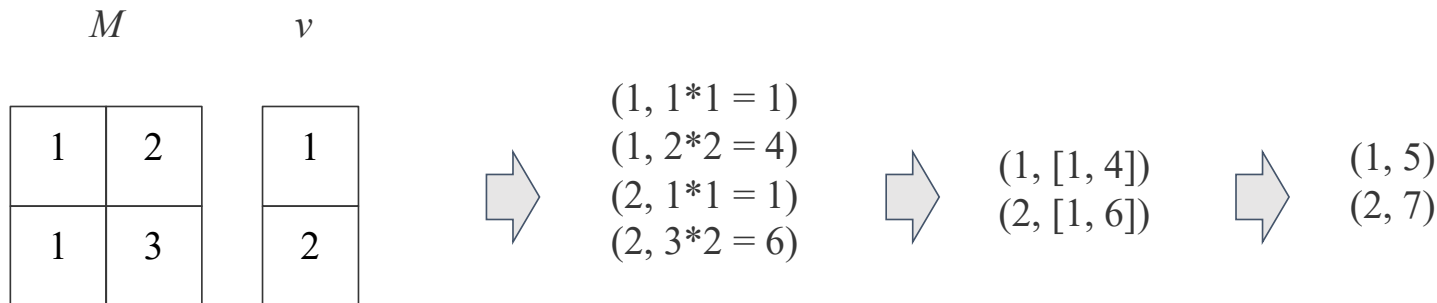 M v
1 2 1
1 3 2
(1, 1*1 = 1)
(1, 2*2 = 4)
(2, 1*1 = 1)
(2, 3*2 = 6)
(1, [1, 4])
(2, [1, 6])
(1, 5)
(2, 7)